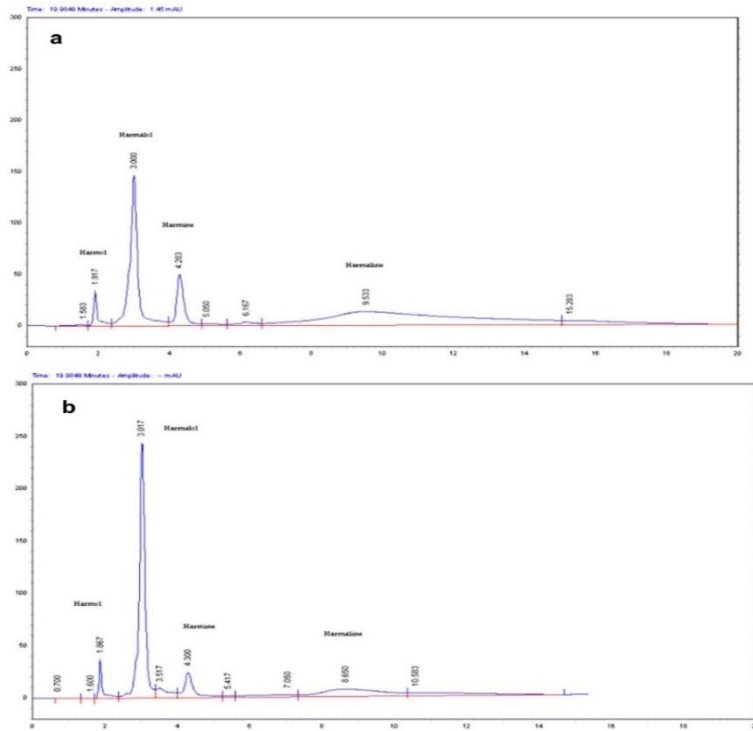 Time: 19.9049 Minutes - Amplitude: 1.45 mAU
300
a
250
200
Harmalol
3.000
150
Harmine
100
Harmol
4.283
Harmaline
1.917
50
1.583
5.050
6.167
9.533
15.283
0
0 2 4 6 8 10 12 14 16 18 20
Time: 19.9049 Minutes - Amplitude: -- mAU
300
b
3.017
Harmalol
250
200
150
100
Harmol
Harmine
Harmaline
50
1.867
0.700
1.600
3.517
4.300
5.417
7.050
8.650
10.583
0
0 2 4 6 8 10 12 14 16